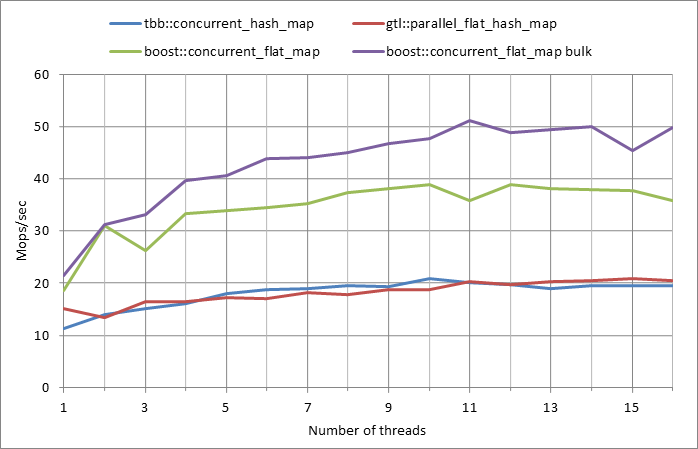 tbb::concurrent_hash_map gtl::parallel_flat_hash_map
boost::concurrent_flat_map boost::concurrent_flat_map bulk
60
50
40
30
20
10
0
Mops/sec
1 3 5 7 9 11 13 15
Number of threads